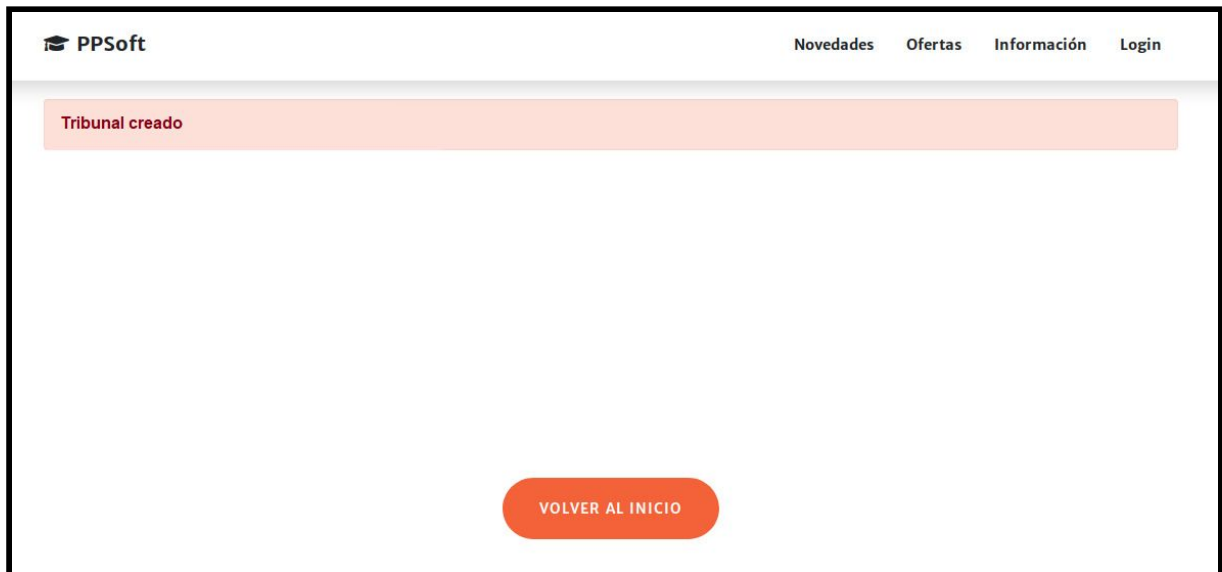 PPSoft
Novedades Ofertas Información Login
Tribunal creado
VOLVER AL INICIO